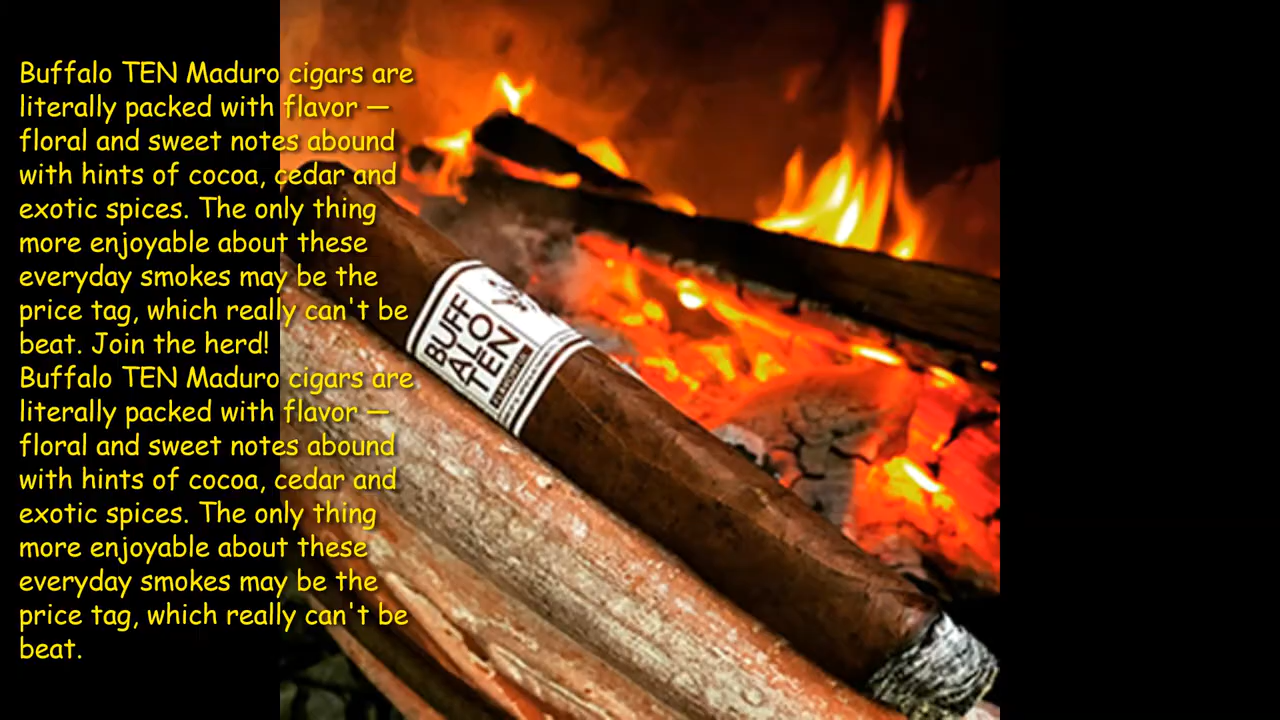 Buffalo TEN Maduro cigars are
literally packed with flavor —
floral and sweet notes abound
with hints of cocoa, cedar and
exotic spices. The only thing
more enjoyable about these
everyday smokes may be the
price tag, which really can't be
beat. Join the herd!
Buffalo TEN Maduro cigars are
literally packed with flavor —
floral and sweet notes abound
with hints of cocoa, cedar and
exotic spices. The only thing
more enjoyable about these
everyday smokes may be the
price tag, which really can't be
beat.
BUFF
ALO
TEN